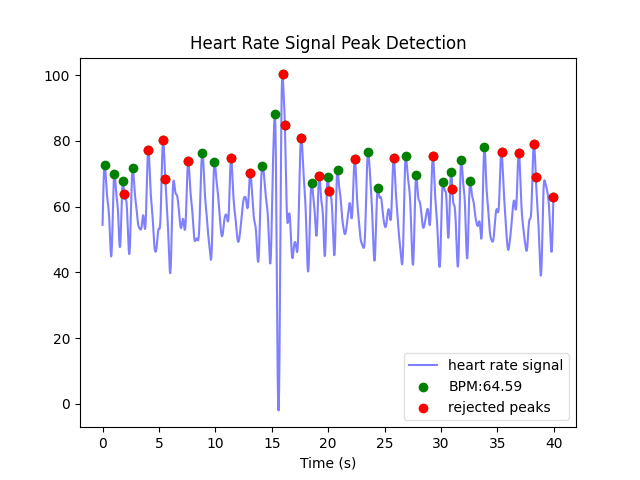 Heart Rate Signal Peak Detection
100
80
60
40
20
0
heart rate signal
BPM:64.59
rejected peaks
0 5 10 15 20 25 30 35 40
Time (s)